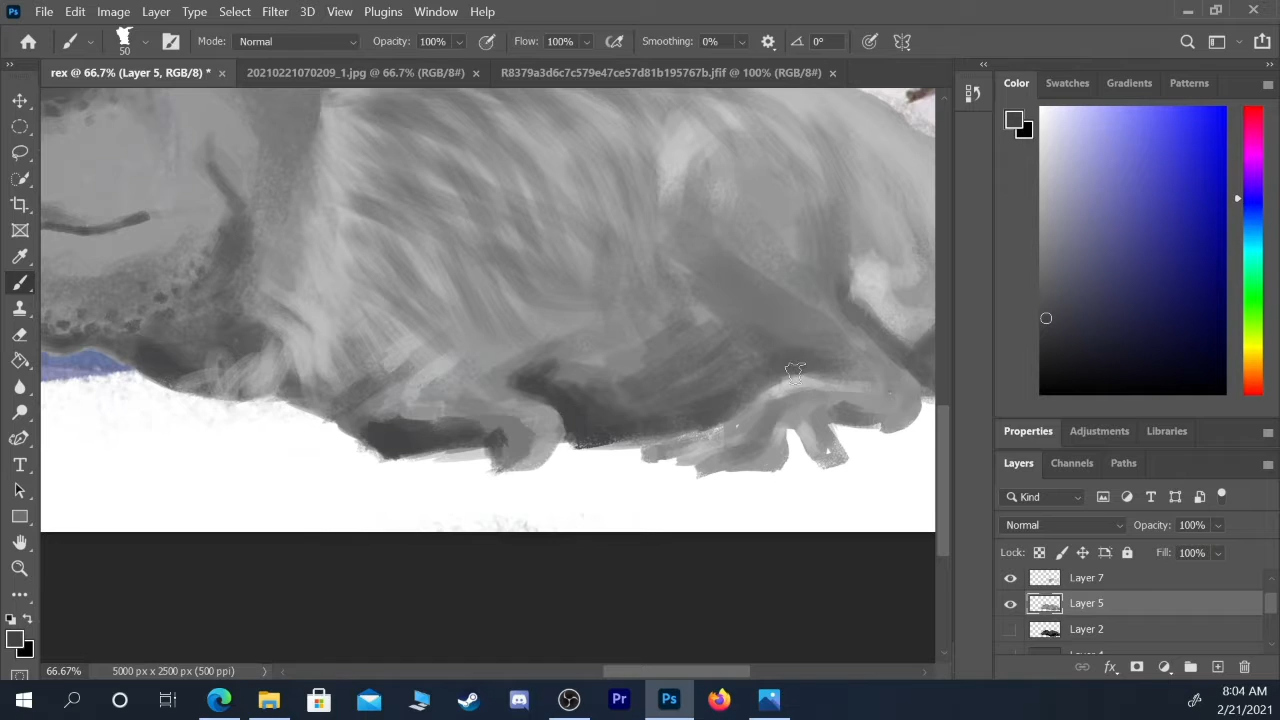 Ps File Edit Image Layer Type Select Filter 3D View Plugins Window Help
50 Mode: Normal Opacity: 100% Flow: 100% Smoothing: 0% 0°
rex @ 66.7% (Layer 5, RGB/8) * × 20210221070209_1.jpg @ 66.7% (RGB/8#) × R8379a3d6c7c579e47ce57d81b195767b.jfif @ 100% (RGB/8#) ×
Color Swatches Gradients Patterns
Properties Adjustments Libraries
Layers Channels Paths
Kind
Normal Opacity: 100%
Lock: Fill: 100%
Layer 7
Layer 5
Layer 2
66.67% 5000 px x 2500 px (500 ppi)
Pr Ps
8:04 AM
2/21/2021